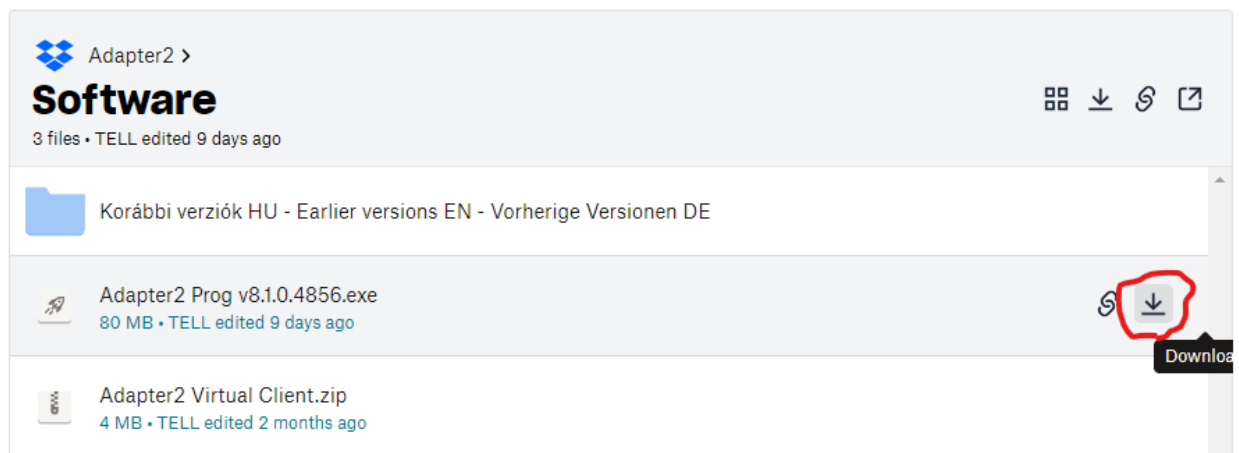 Adapter2 >
Software
3 files • TELL edited 9 days ago
Korábbi verziók HU - Earlier versions EN - Vorherige Versionen DE
Adapter2 Prog v8.1.0.4856.exe
80 MB • TELL edited 9 days ago
Downloa
Adapter2 Virtual Client.zip
4 MB • TELL edited 2 months ago